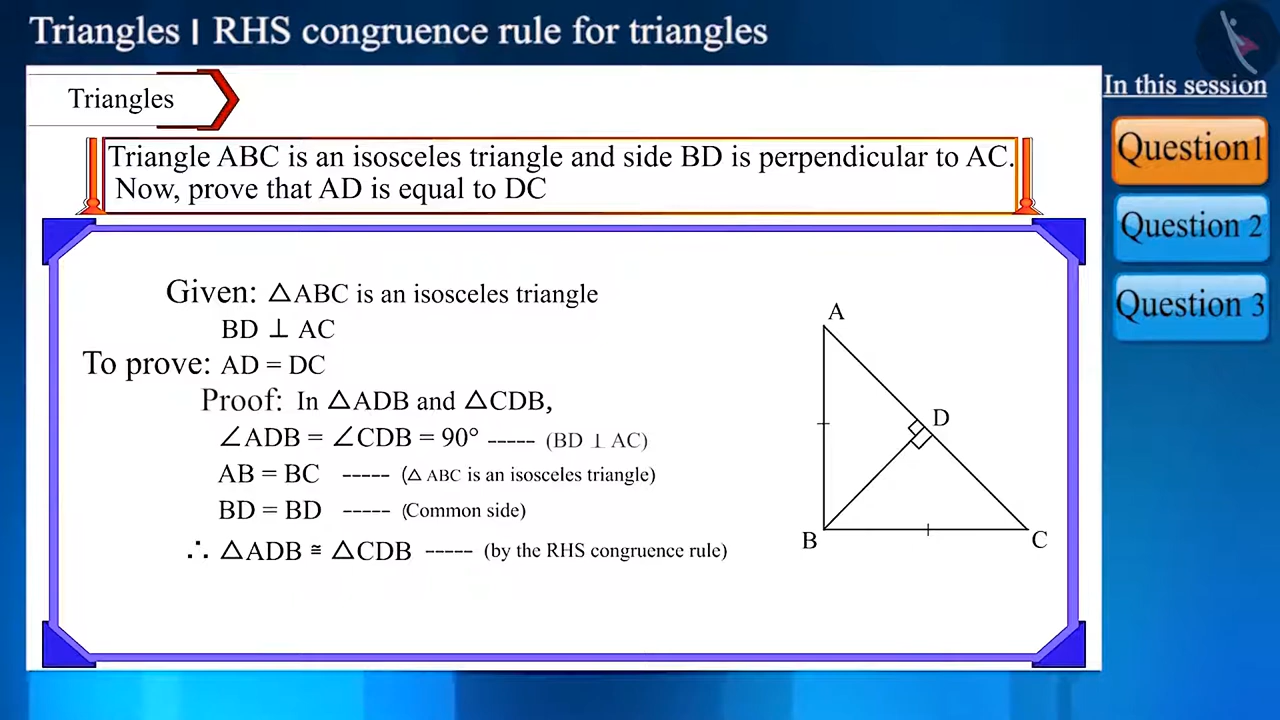 Triangles | RHS congruence rule for triangles
In this session
Triangles
Question1
Triangle ABC is an isosceles triangle and side BD is perpendicular to AC.
Now, prove that AD is equal to DC
Question 2
Question 3
Given: △ABC is an isosceles triangle
BD ⊥ AC
To prove: AD = DC
Proof: In △ADB and △CDB,
∠ADB = ∠CDB = 90° ----- (BD ⊥ AC)
AB = BC ----- (△ ABC is an isosceles triangle)
BD = BD ----- (Common side)
∴ △ADB ≅ △CDB ----- (by the RHS congruence rule)
A
D
B
C